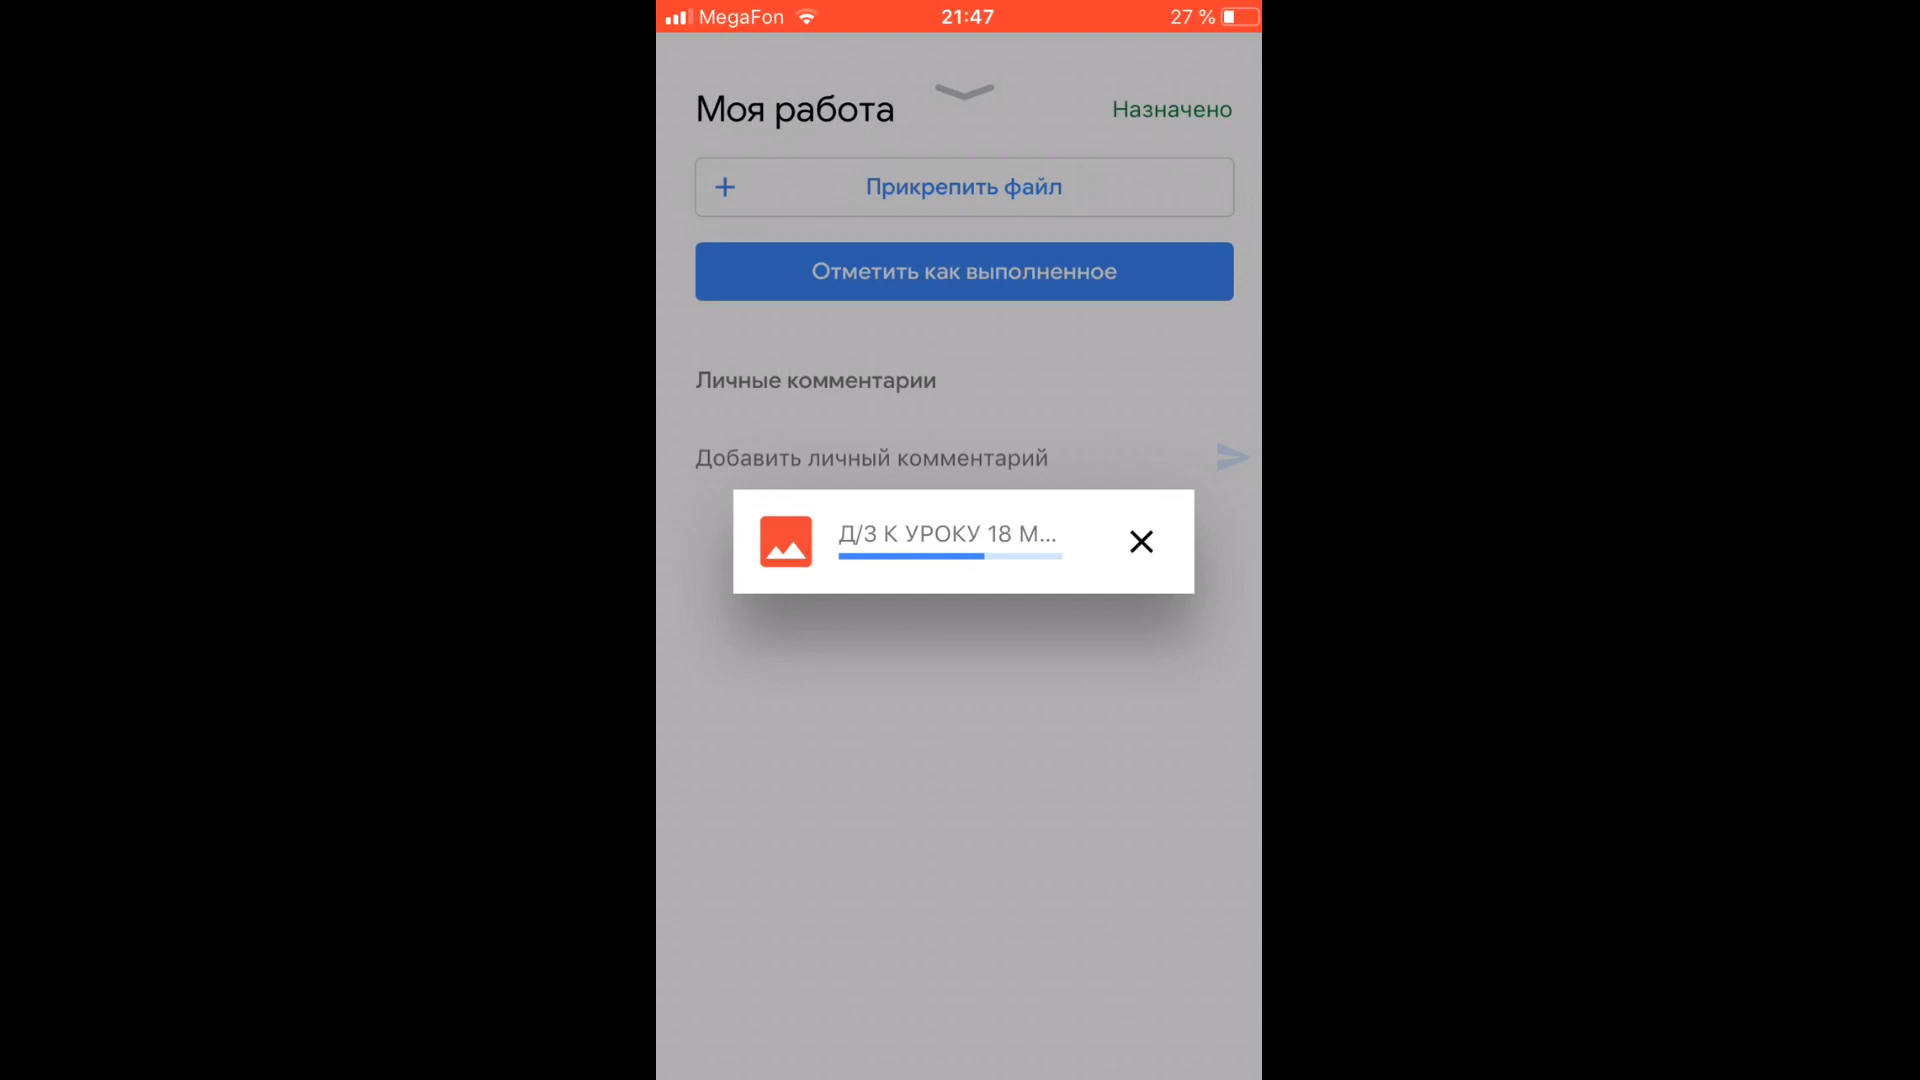 MegaFon 21:47 27 %
Моя работа
Назначено
+ Прикрепить файл
Отметить как выполненное
Личные комментарии
Добавить личный комментарий
Д/З К УРОКУ 18 М...